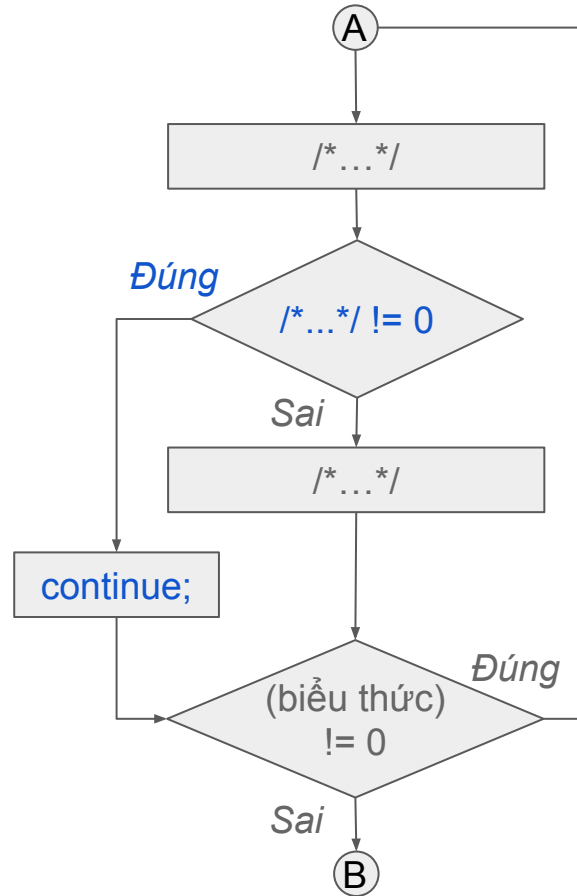 A
/*…*/
Đúng
/*...*/ != 0
Sai
/*…*/
continue;
Đúng
(biểu thức)
!= 0
Sai
B